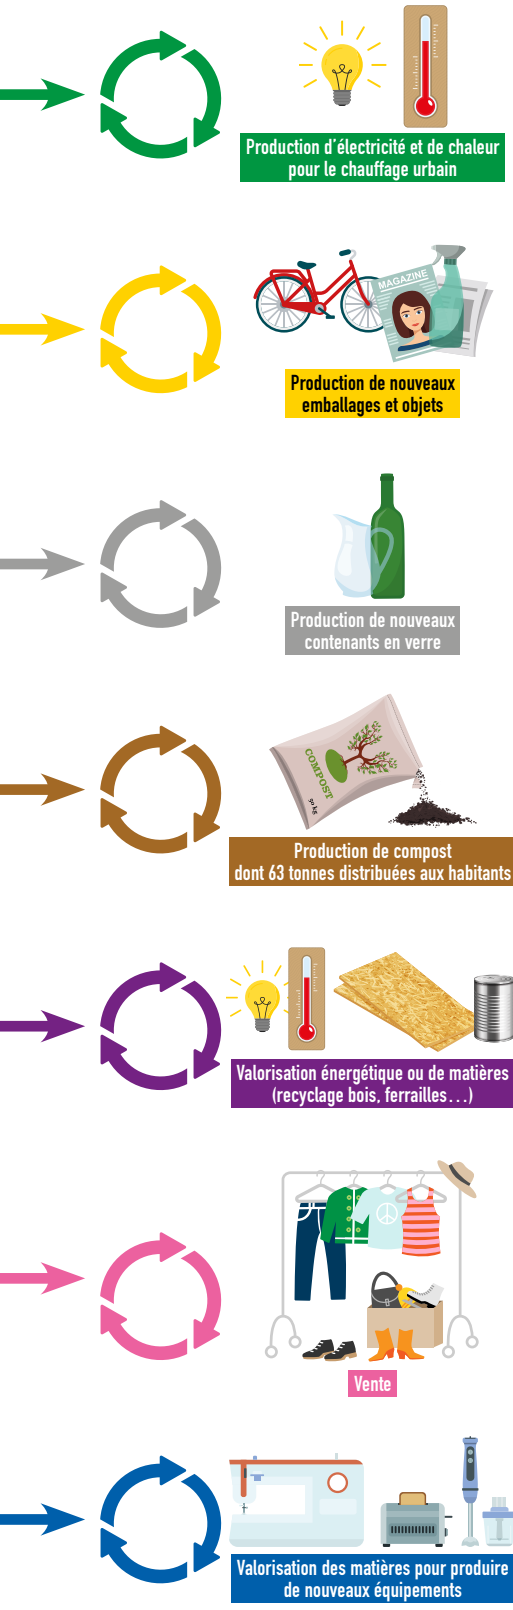 Production d'électricité et de chaleur
pour le chauffage urbain
MAGAZINE
Production de nouveaux
emballages et objets
Production de nouveaux
contenants en verre
COMPOST
90 kg
Production de compost
dont 63 tonnes distribuées aux habitants
Valorisation énergétique ou de matières
(recyclage bois, ferrailles...)
Vente
Valorisation des matières pour produire
de nouveaux équipements